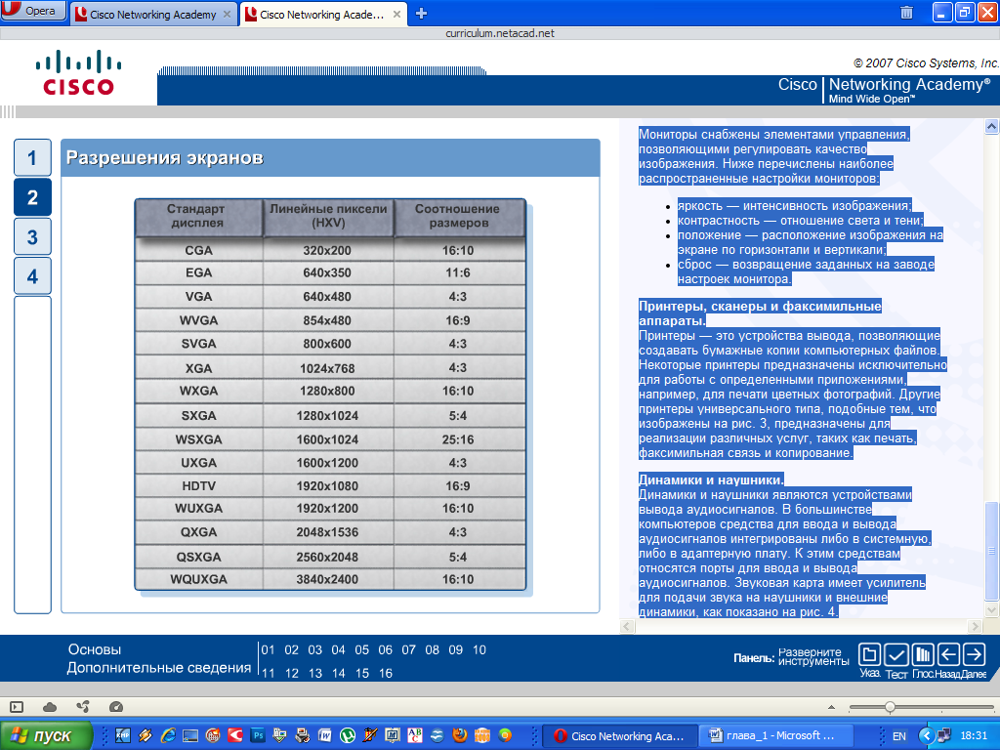 Opera
Cisco Networking Academy
Cisco Networking Acade...
curriculum.netacad.net
CISCO
© 2007 Cisco Systems, Inc.
Cisco Networking Academy®
Mind Wide Open™
1
2
3
4
Разрешения экранов
Стандарт дисплея Линейные пиксели (HXV) Соотношение размеров
CGA 320x200 16:10
EGA 640x350 11:6
VGA 640x480 4:3
WVGA 854x480 16:9
SVGA 800x600 4:3
XGA 1024x768 4:3
WXGA 1280x800 16:10
SXGA 1280x1024 5:4
WSXGA 1600x1024 25:16
UXGA 1600x1200 4:3
HDTV 1920x1080 16:9
WUXGA 1920x1200 16:10
QXGA 2048x1536 4:3
QSXGA 2560x2048 5:4
WQUXGA 3840x2400 16:10
Мониторы снабжены элементами управления,
позволяющими регулировать качество
изображения. Ниже перечислены наиболее
распространенные настройки мониторов:
• яркость — интенсивность изображения;
• контрастность — отношение света и тени;
• положение — расположение изображения на
экране по горизонтали и вертикали;
• сброс — возвращение заданных на заводе
настроек монитора.
Принтеры, сканеры и факсимильные
аппараты.
Принтеры — это устройства вывода, позволяющие
создавать бумажные копии компьютерных файлов.
Некоторые принтеры предназначены исключительно
для работы с определенными приложениями,
например, для печати цветных фотографий. Другие
принтеры универсального типа, подобные тем, что
изображены на рис. 3, предназначены для
реализации различных услуг, таких как печать,
факсимильная связь и копирование.
Динамики и наушники.
Динамики и наушники являются устройствами
вывода аудиосигналов. В большинстве
компьютеров средства для ввода и вывода
аудиосигналов интегрированы либо в системную,
либо в адаптерную плату. К этим средствам
относятся порты для ввода и вывода
аудиосигналов. Звуковая карта имеет усилитель
для подачи звука на наушники и внешние
динамики, как показано на рис. 4.
Основы
Дополнительные сведения
01 02 03 04 05 06 07 08 09 10
11 12 13 14 15 16
Панель: Разверните
инструменты
Указ. Тест Глос. Назад Далее
пуск
Cisco Networking Aca...
глава_1 - Microsoft ...
EN
18:31